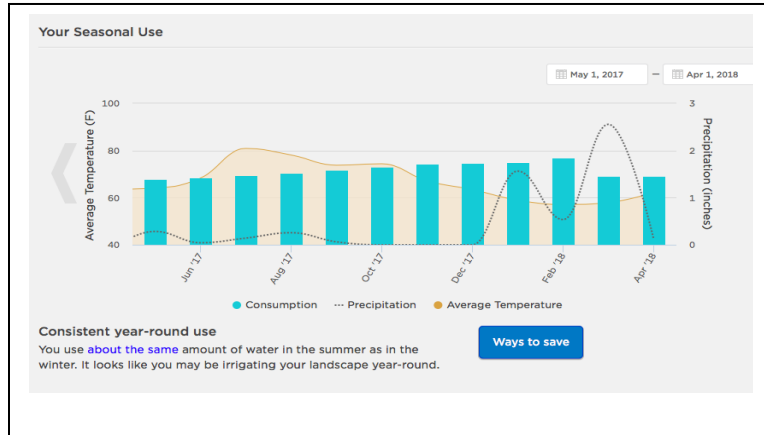 Your Seasonal Use
May 1, 2017 – Apr 1, 2018
Average Temperature (F)
100
80
60
40
3
2
1
0
Precipitation (inches)
Jun '17
Aug '17
Oct '17
Dec '17
Feb '18
Apr '18
Consumption Precipitation Average Temperature
Consistent year-round use
You use about the same amount of water in the summer as in the
winter. It looks like you may be irrigating your landscape year-round.
Ways to save